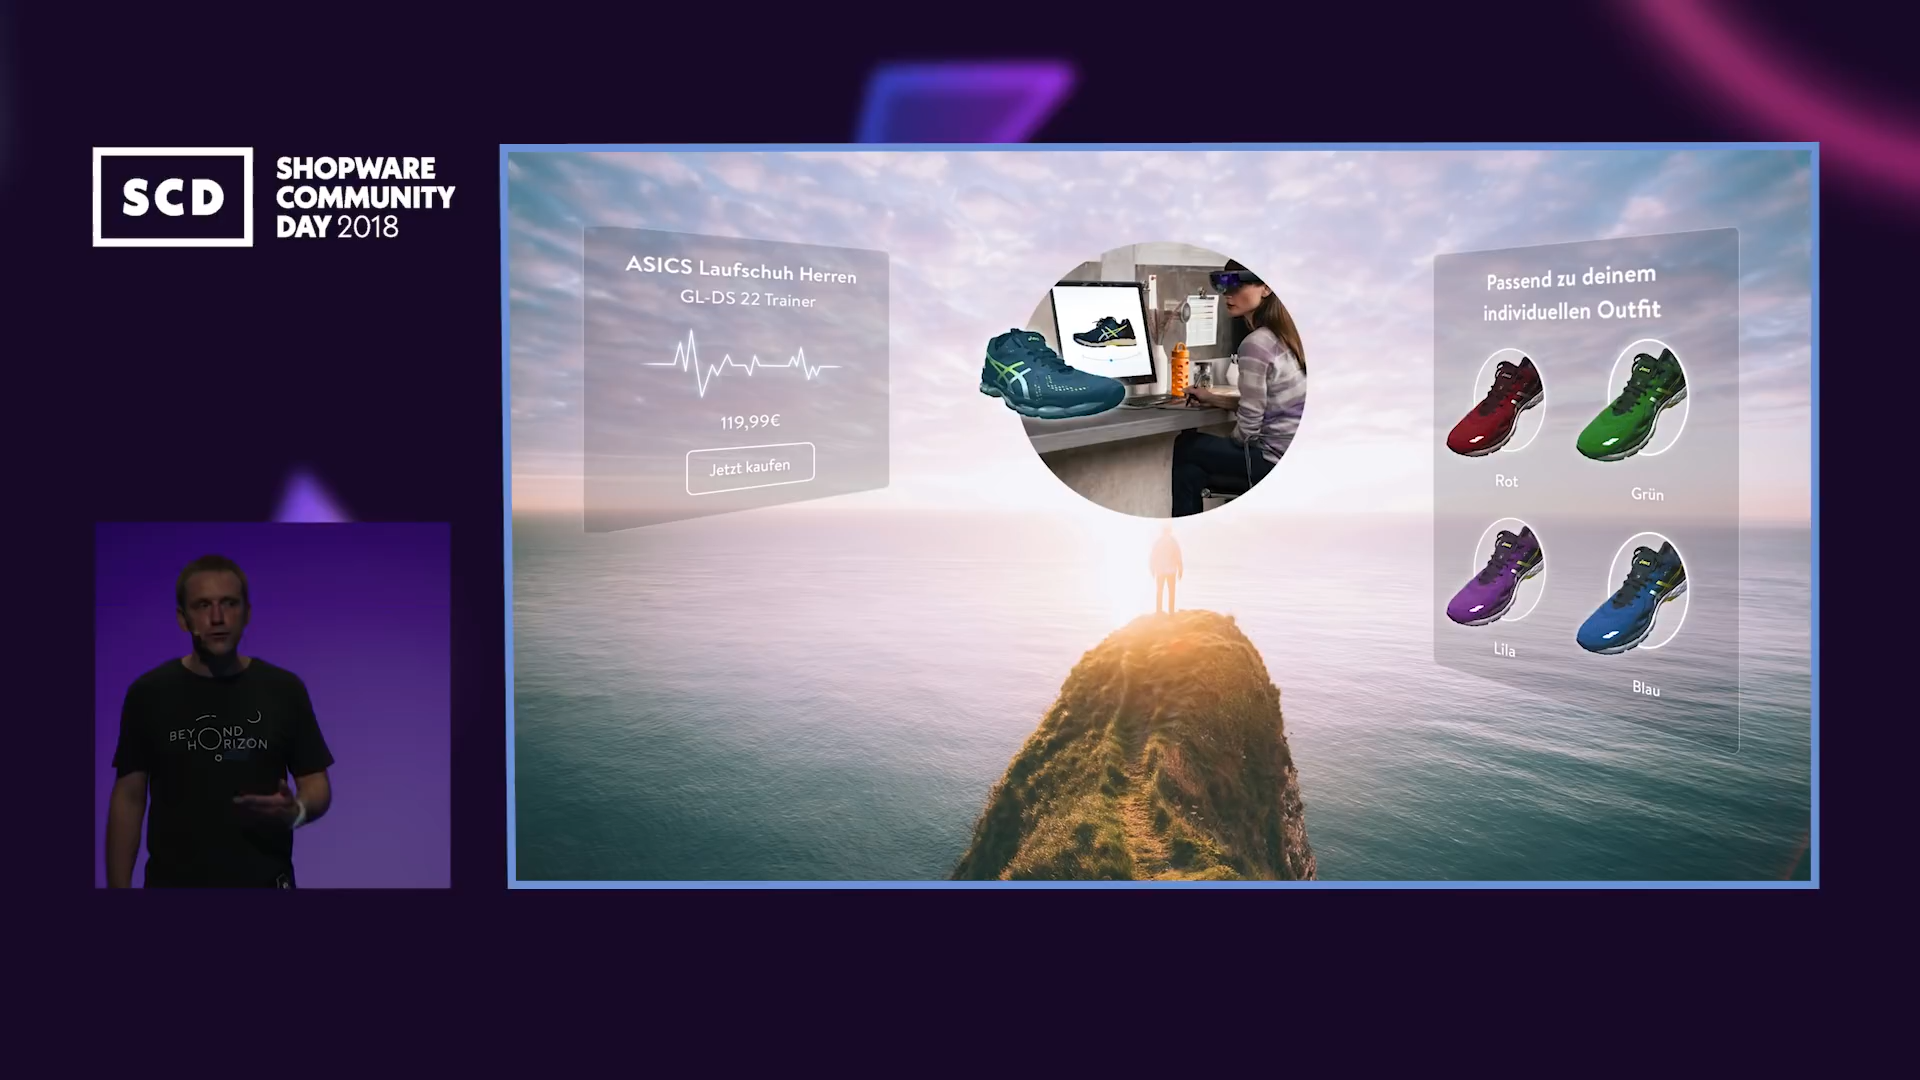 SCD
SHOPWARE
COMMUNITY
DAY 2018
ASICS Laufschuh Herren
GL-DS 22 Trainer
119,99€
Jetzt kaufen
Passend zu deinem
individuellen Outfit
Rot
Grün
Lila
Blau
BEYOND
HORIZON